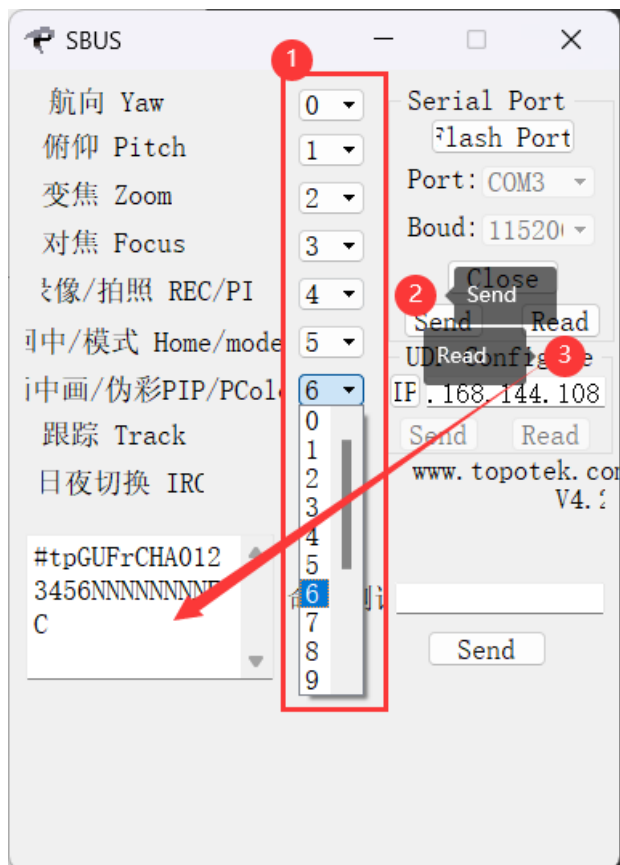 SBUS
1
航向 Yaw
0
俯仰 Pitch
1
变焦 Zoom
2
对焦 Focus
3
像/拍照 REC/PI
4
中/模式 Home/mode
5
中画/伪彩PIP/PCol
6
跟踪 Track
日夜切换 IRC
0
1
2
3
4
5
6
7
8
9
Serial Port
lash Port
Port: COM3
Boud: 11520
Close
2
Send
Send
Read
Read
3
UDP Configure
IP .168.144.108
Send
Read
www.topotek.co
V4.
#tpGUFrCHA012
3456NNNNNNNN
C
Send